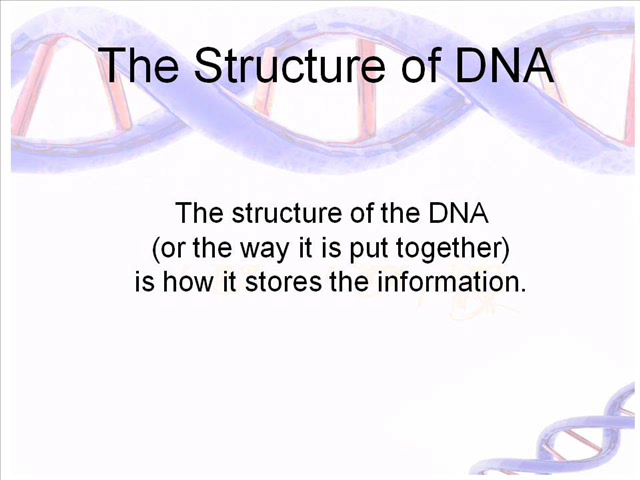 The Structure of DNA
The structure of the DNA
(or the way it is put together)
is how it stores the information.